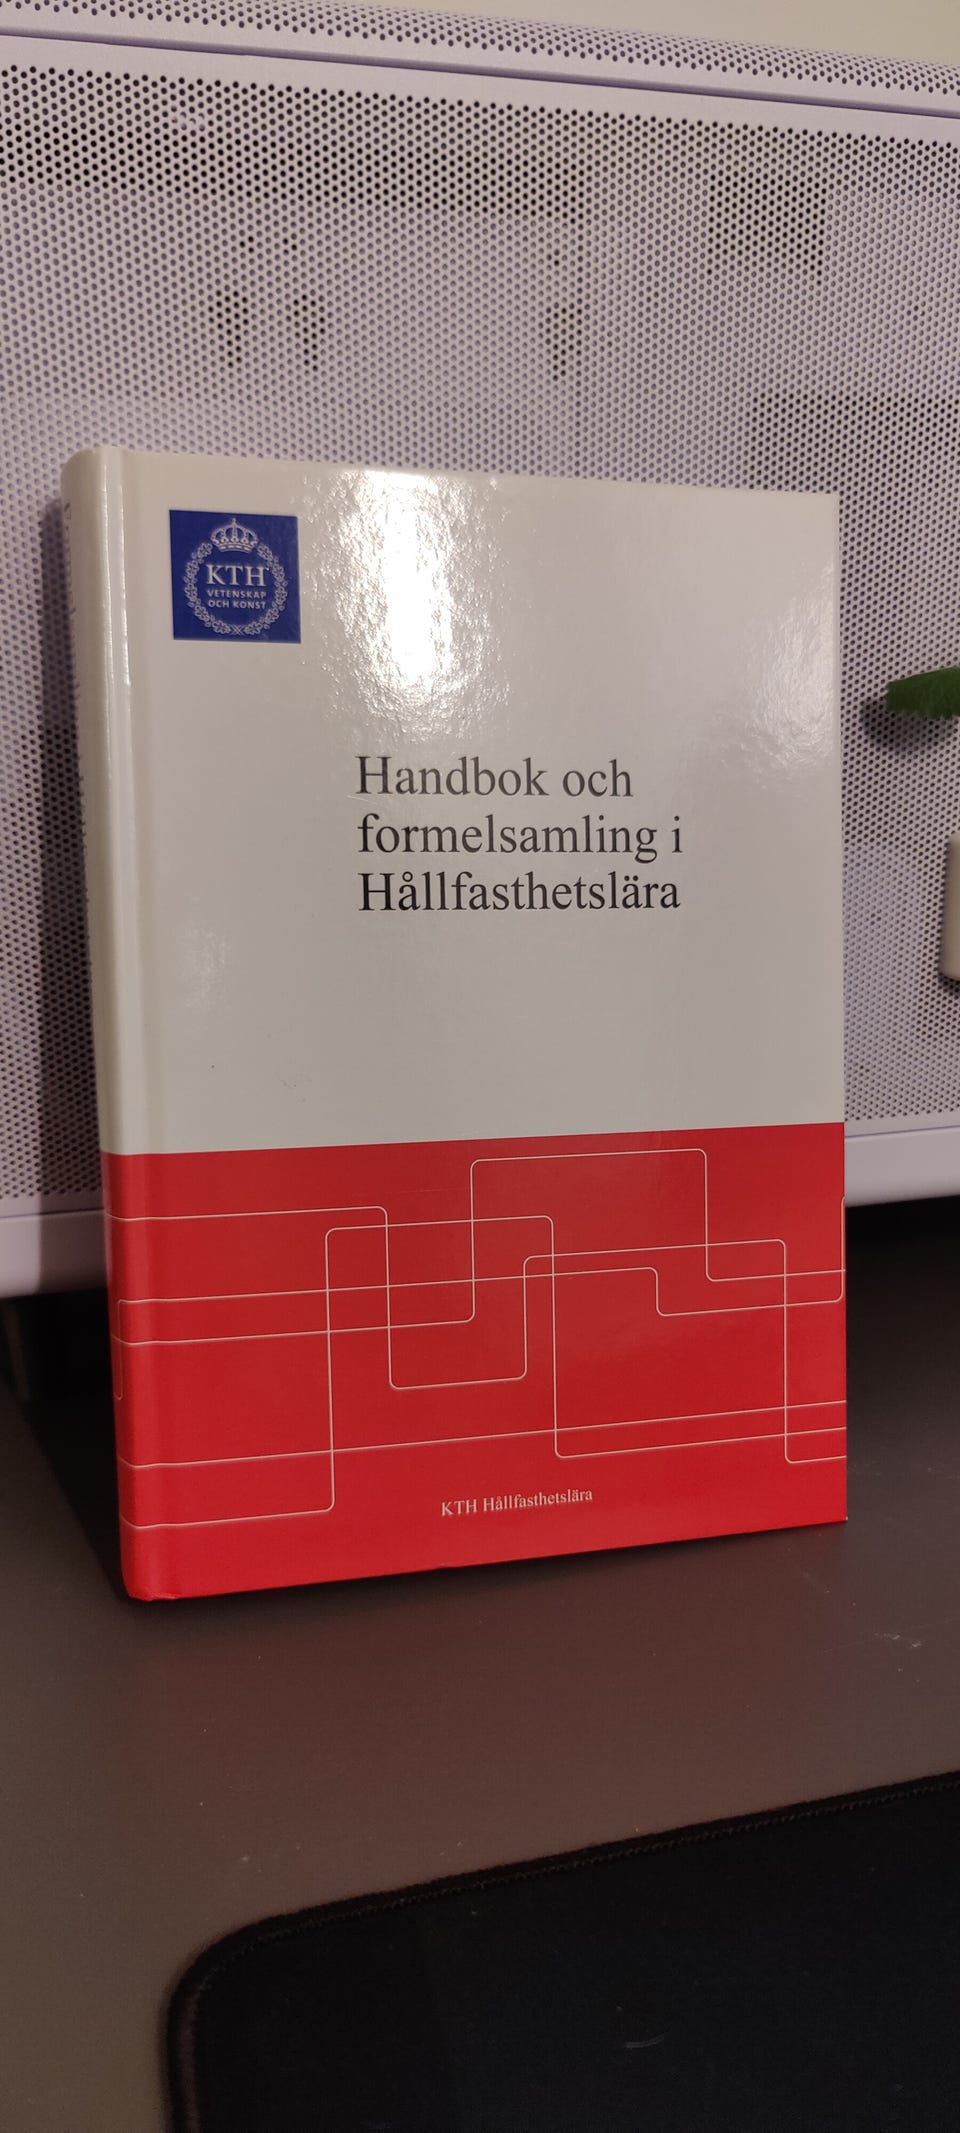 KTH
VETENSKAP
OCH KONST
Handbok och
formelsamling i
Hållfasthetslära
KTH Hållfasthetslära